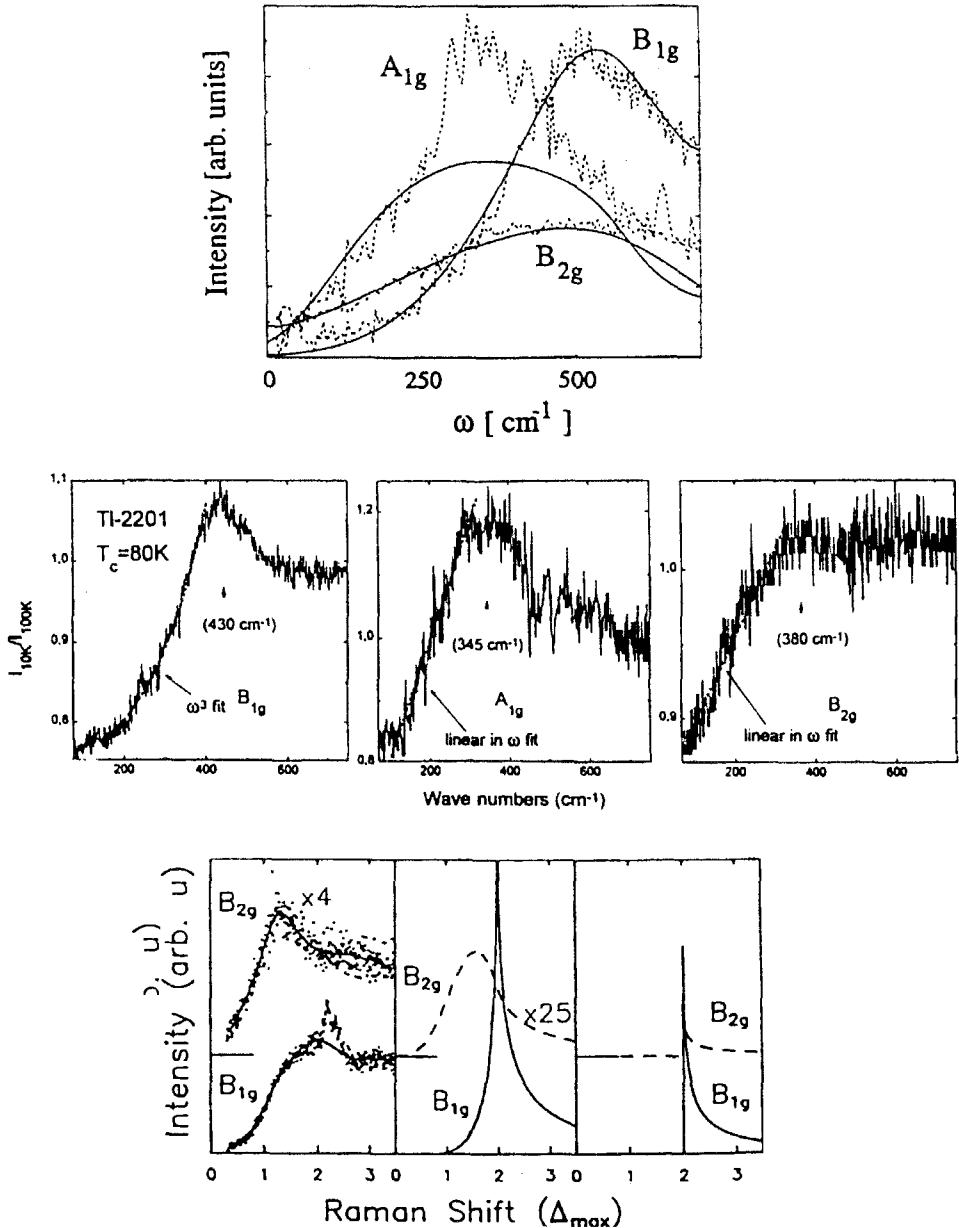 Intensity [arb. units]
A1g
B1g
B2g
0 250 500
ω [ cm-1 ]
I10K/I100K
1,1
1,0
0,9
0,8
TI-2201
Tc=80K
(430 cm-1)
ω3 fit B1g
200 400 600
1,2
1,0
0,8
(345 cm-1)
A1g
linear in ω fit
200 400 600
1,0
0,9
(380 cm-1)
B2g
linear in ω fit
200 400 600
Wave numbers (cm-1)
Intensity (arb. u)
u)
B2g x4
B1g
0 1 2 3
B2g
x25
B1g
0 1 2 3
B2g
B1g
0 1 2 3
Raman Shift (Δmax)